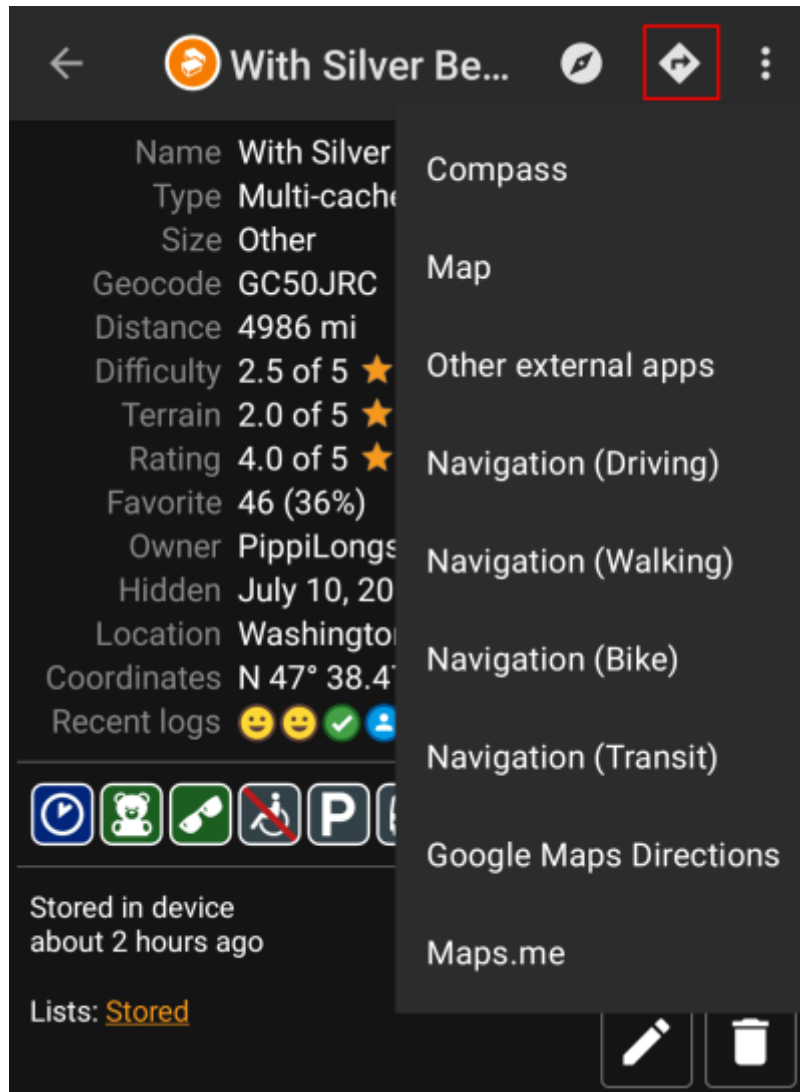 With Silver Be...
Name With Silver
Type Multi-cache
Size Other
Geocode GC50JRC
Distance 4986 mi
Difficulty 2.5 of 5
Terrain 2.0 of 5
Rating 4.0 of 5
Favorite 46 (36%)
Owner PippiLongs
Hidden July 10, 20
Location Washington
Coordinates N 47° 38.47
Recent logs
P
Stored in device
about 2 hours ago
Lists: Stored
Compass
Map
Other external apps
Navigation (Driving)
Navigation (Walking)
Navigation (Bike)
Navigation (Transit)
Google Maps Directions
Maps.me